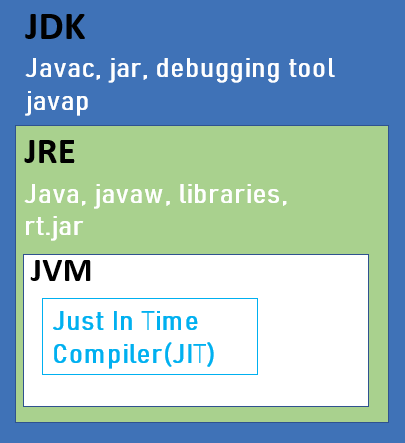 JDK
Javac, jar, debugging tool
javap
JRE
Java, javaw, libraries,
rt.jar
JVM
Just In Time
Compiler(JIT)